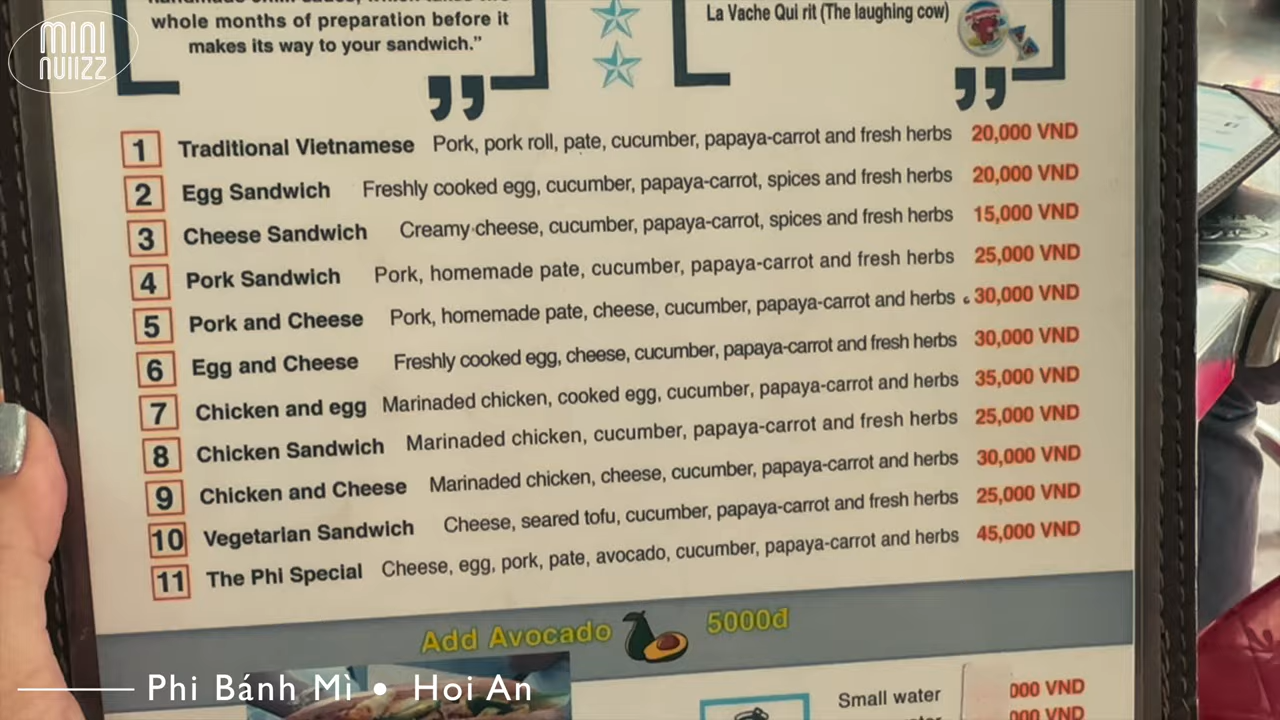 MINI
NUIIZZ
whole months of preparation before it
makes its way to your sandwich.”
La Vache Qui rit (The laughing cow)
1 Traditional Vietnamese Pork, pork roll, pate, cucumber, papaya-carrot and fresh herbs 20,000 VND
2 Egg Sandwich Freshly cooked egg, cucumber, papaya-carrot, spices and fresh herbs 20,000 VND
3 Cheese Sandwich Creamy cheese, cucumber, papaya-carrot, spices and fresh herbs 15,000 VND
4 Pork Sandwich Pork, homemade pate, cucumber, papaya-carrot and fresh herbs 25,000 VND
5 Pork and Cheese Pork, homemade pate, cheese, cucumber, papaya-carrot and herbs 30,000 VND
6 Egg and Cheese Freshly cooked egg, cheese, cucumber, papaya-carrot and fresh herbs 30,000 VND
7 Chicken and egg Marinaded chicken, cooked egg, cucumber, papaya-carrot and herbs 35,000 VND
8 Chicken Sandwich Marinaded chicken, cucumber, papaya-carrot and fresh herbs 25,000 VND
9 Chicken and Cheese Marinaded chicken, cheese, cucumber, papaya-carrot and herbs 30,000 VND
10 Vegetarian Sandwich Cheese, seared tofu, cucumber, papaya-carrot and fresh herbs 25,000 VND
11 The Phi Special Cheese, egg, pork, pate, avocado, cucumber, papaya-carrot and herbs 45,000 VND
Add Avocado 5000đ
Small water 000 VND
Phi Bánh Mì • Hoi An